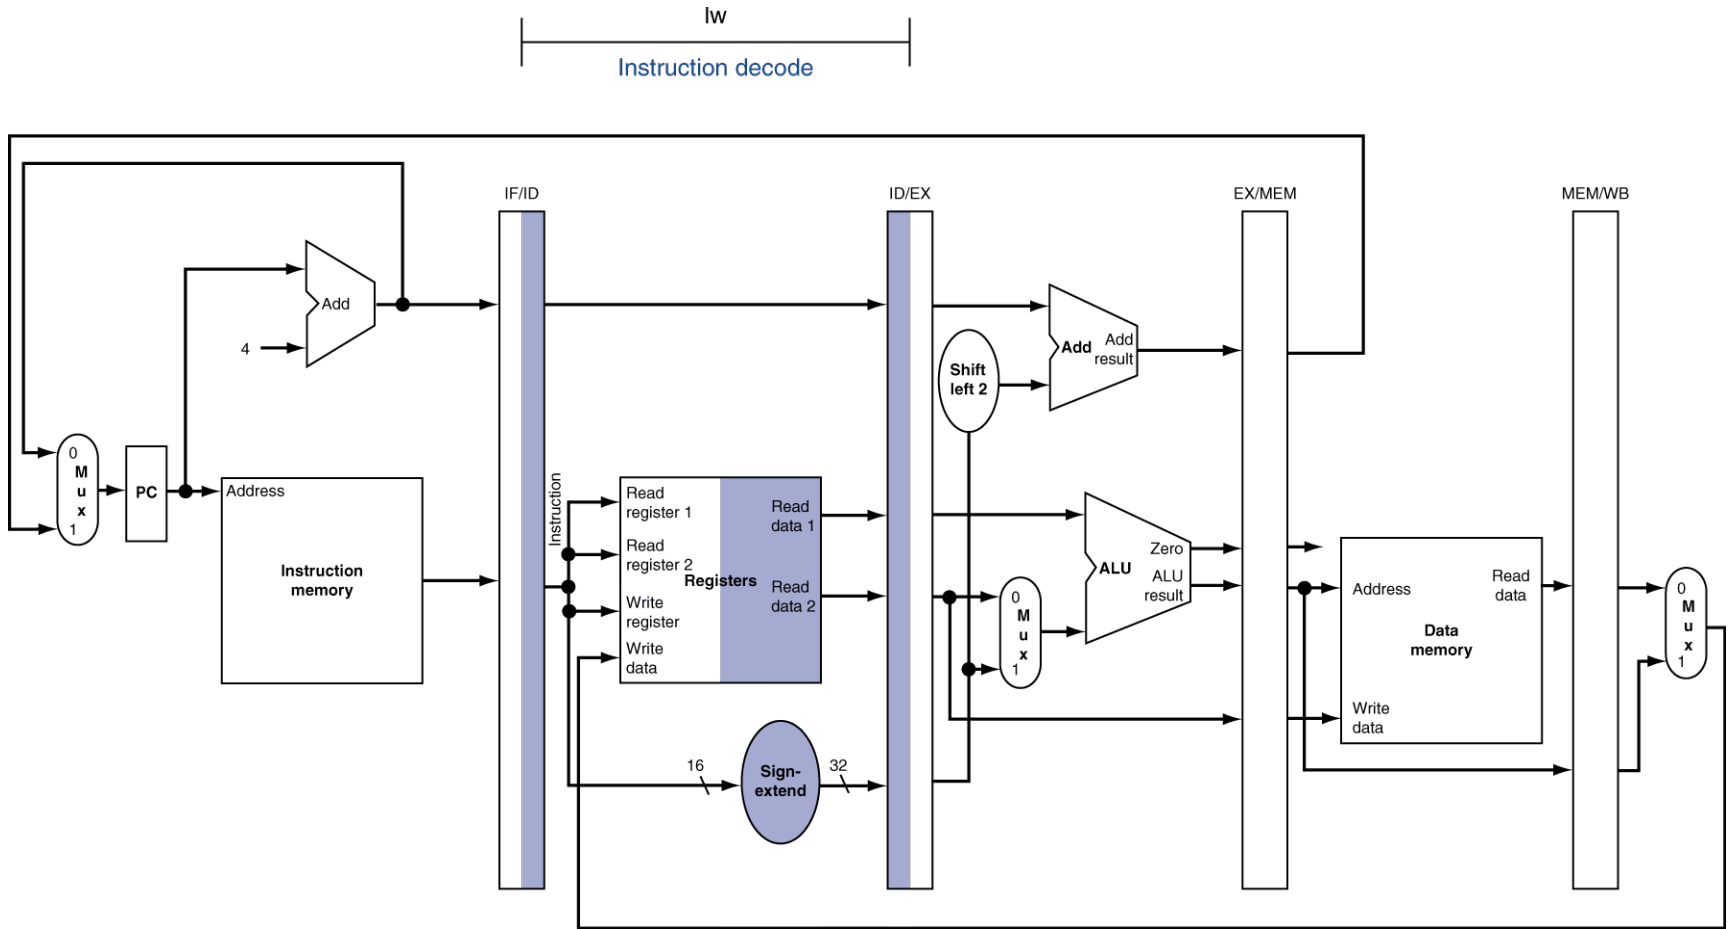 lw
Instruction decode
IF/ID
ID/EX
EX/MEM
MEM/WB
Add
4
Add
Add
result
Shift
left 2
0
M
u
x
1
PC
Address
Instruction
memory
Instruction
Read
register 1
Read
register 2
Write
register
Write
data
Registers
Read
data 1
Read
data 2
16
Sign-
extend
32
0
M
u
x
1
Zero
ALU
ALU
result
Address
Read
data
Data
memory
Write
data
0
M
u
x
1